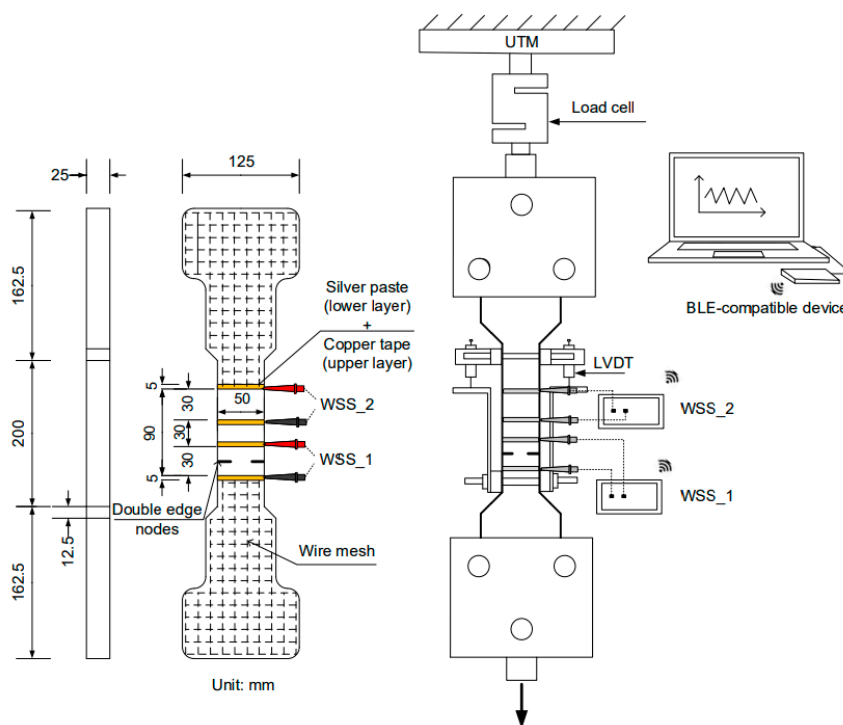 UTM
Load cell
125
25
162.5
Silver paste
(lower layer)
+
Copper tape
(upper layer)
BLE-compatible device
LVDT
5
30
50
WSS_2
WSS_2
200
90
30
30
WSS_1
5
WSS_1
Double edge
nodes
12.5
Wire mesh
162.5
Unit: mm